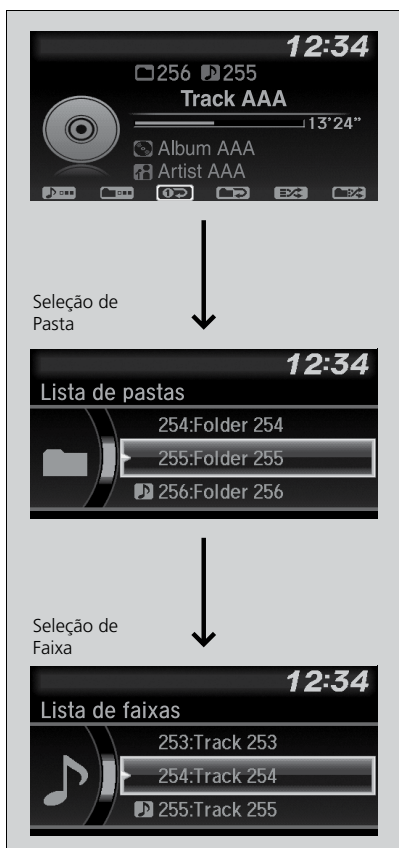 12:34
256 255
Track AAA
13'24"
Album AAA
Artist AAA
Seleção de
Pasta
12:34
Lista de pastas
254:Folder 254
255:Folder 255
256:Folder 256
Seleção de
Faixa
12:34
Lista de faixas
253:Track 253
254:Track 254
255:Track 255